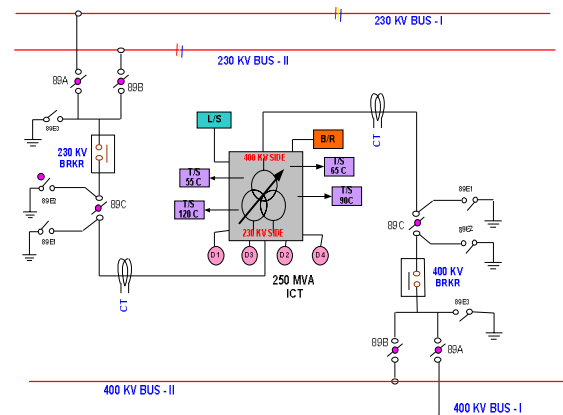 230 KV BUS - I
230 KV BUS - II
89A
89B
89E3
230 KV
BRKR
89E2
89C
89E1
CT
L/S
B/R
400 KV SIDE
T/S
55 C
T/S
65 C
T/S
120 C
T/S
90C
230 KV SIDE
D1
D3
D2
D4
250 MVA
ICT
CT
89E1
89C
89E2
400 KV
BRKR
89E3
89B
89A
400 KV BUS - II
400 KV BUS - I